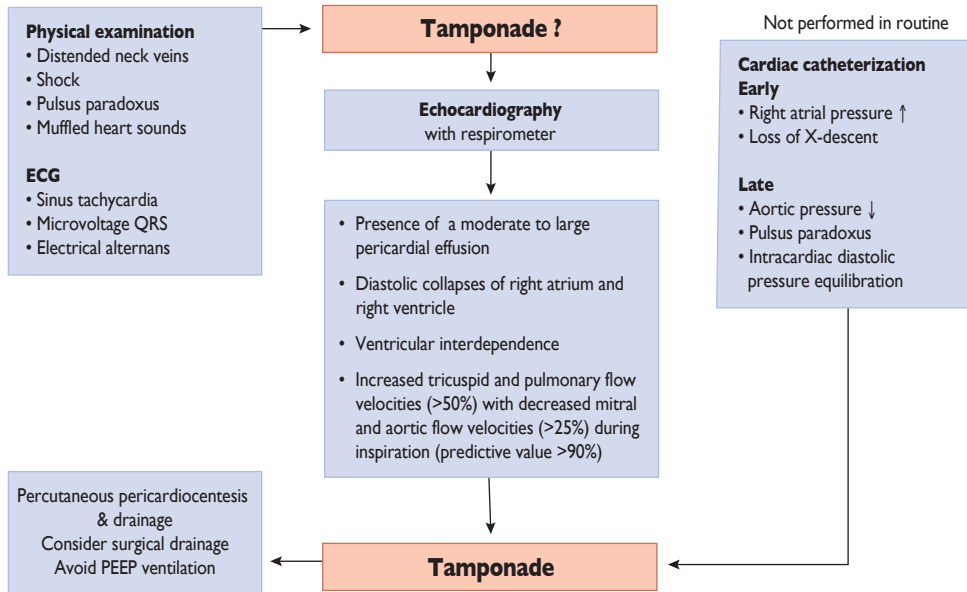 Physical examination
• Distended neck veins
• Shock
• Pulsus paradoxus
• Muffled heart sounds
ECG
• Sinus tachycardia
• Microvoltage QRS
• Electrical alternans
Tamponade ?
Echocardiography
with respirometer
• Presence of a moderate to large
pericardial effusion
• Diastolic collapses of right atrium and
right ventricle
• Ventricular interdependence
• Increased tricuspid and pulmonary flow
velocities (>50%) with decreased mitral
and aortic flow velocities (>25%) during
inspiration (predictive value >90%)
Not performed in routine
Cardiac catheterization
Early
• Right atrial pressure ↑
• Loss of X-descent
Late
• Aortic pressure ↓
• Pulsus paradoxus
• Intracardiac diastolic
pressure equilibration
Tamponade
Percutaneous pericardiocentesis
& drainage
Consider surgical drainage
Avoid PEEP ventilation